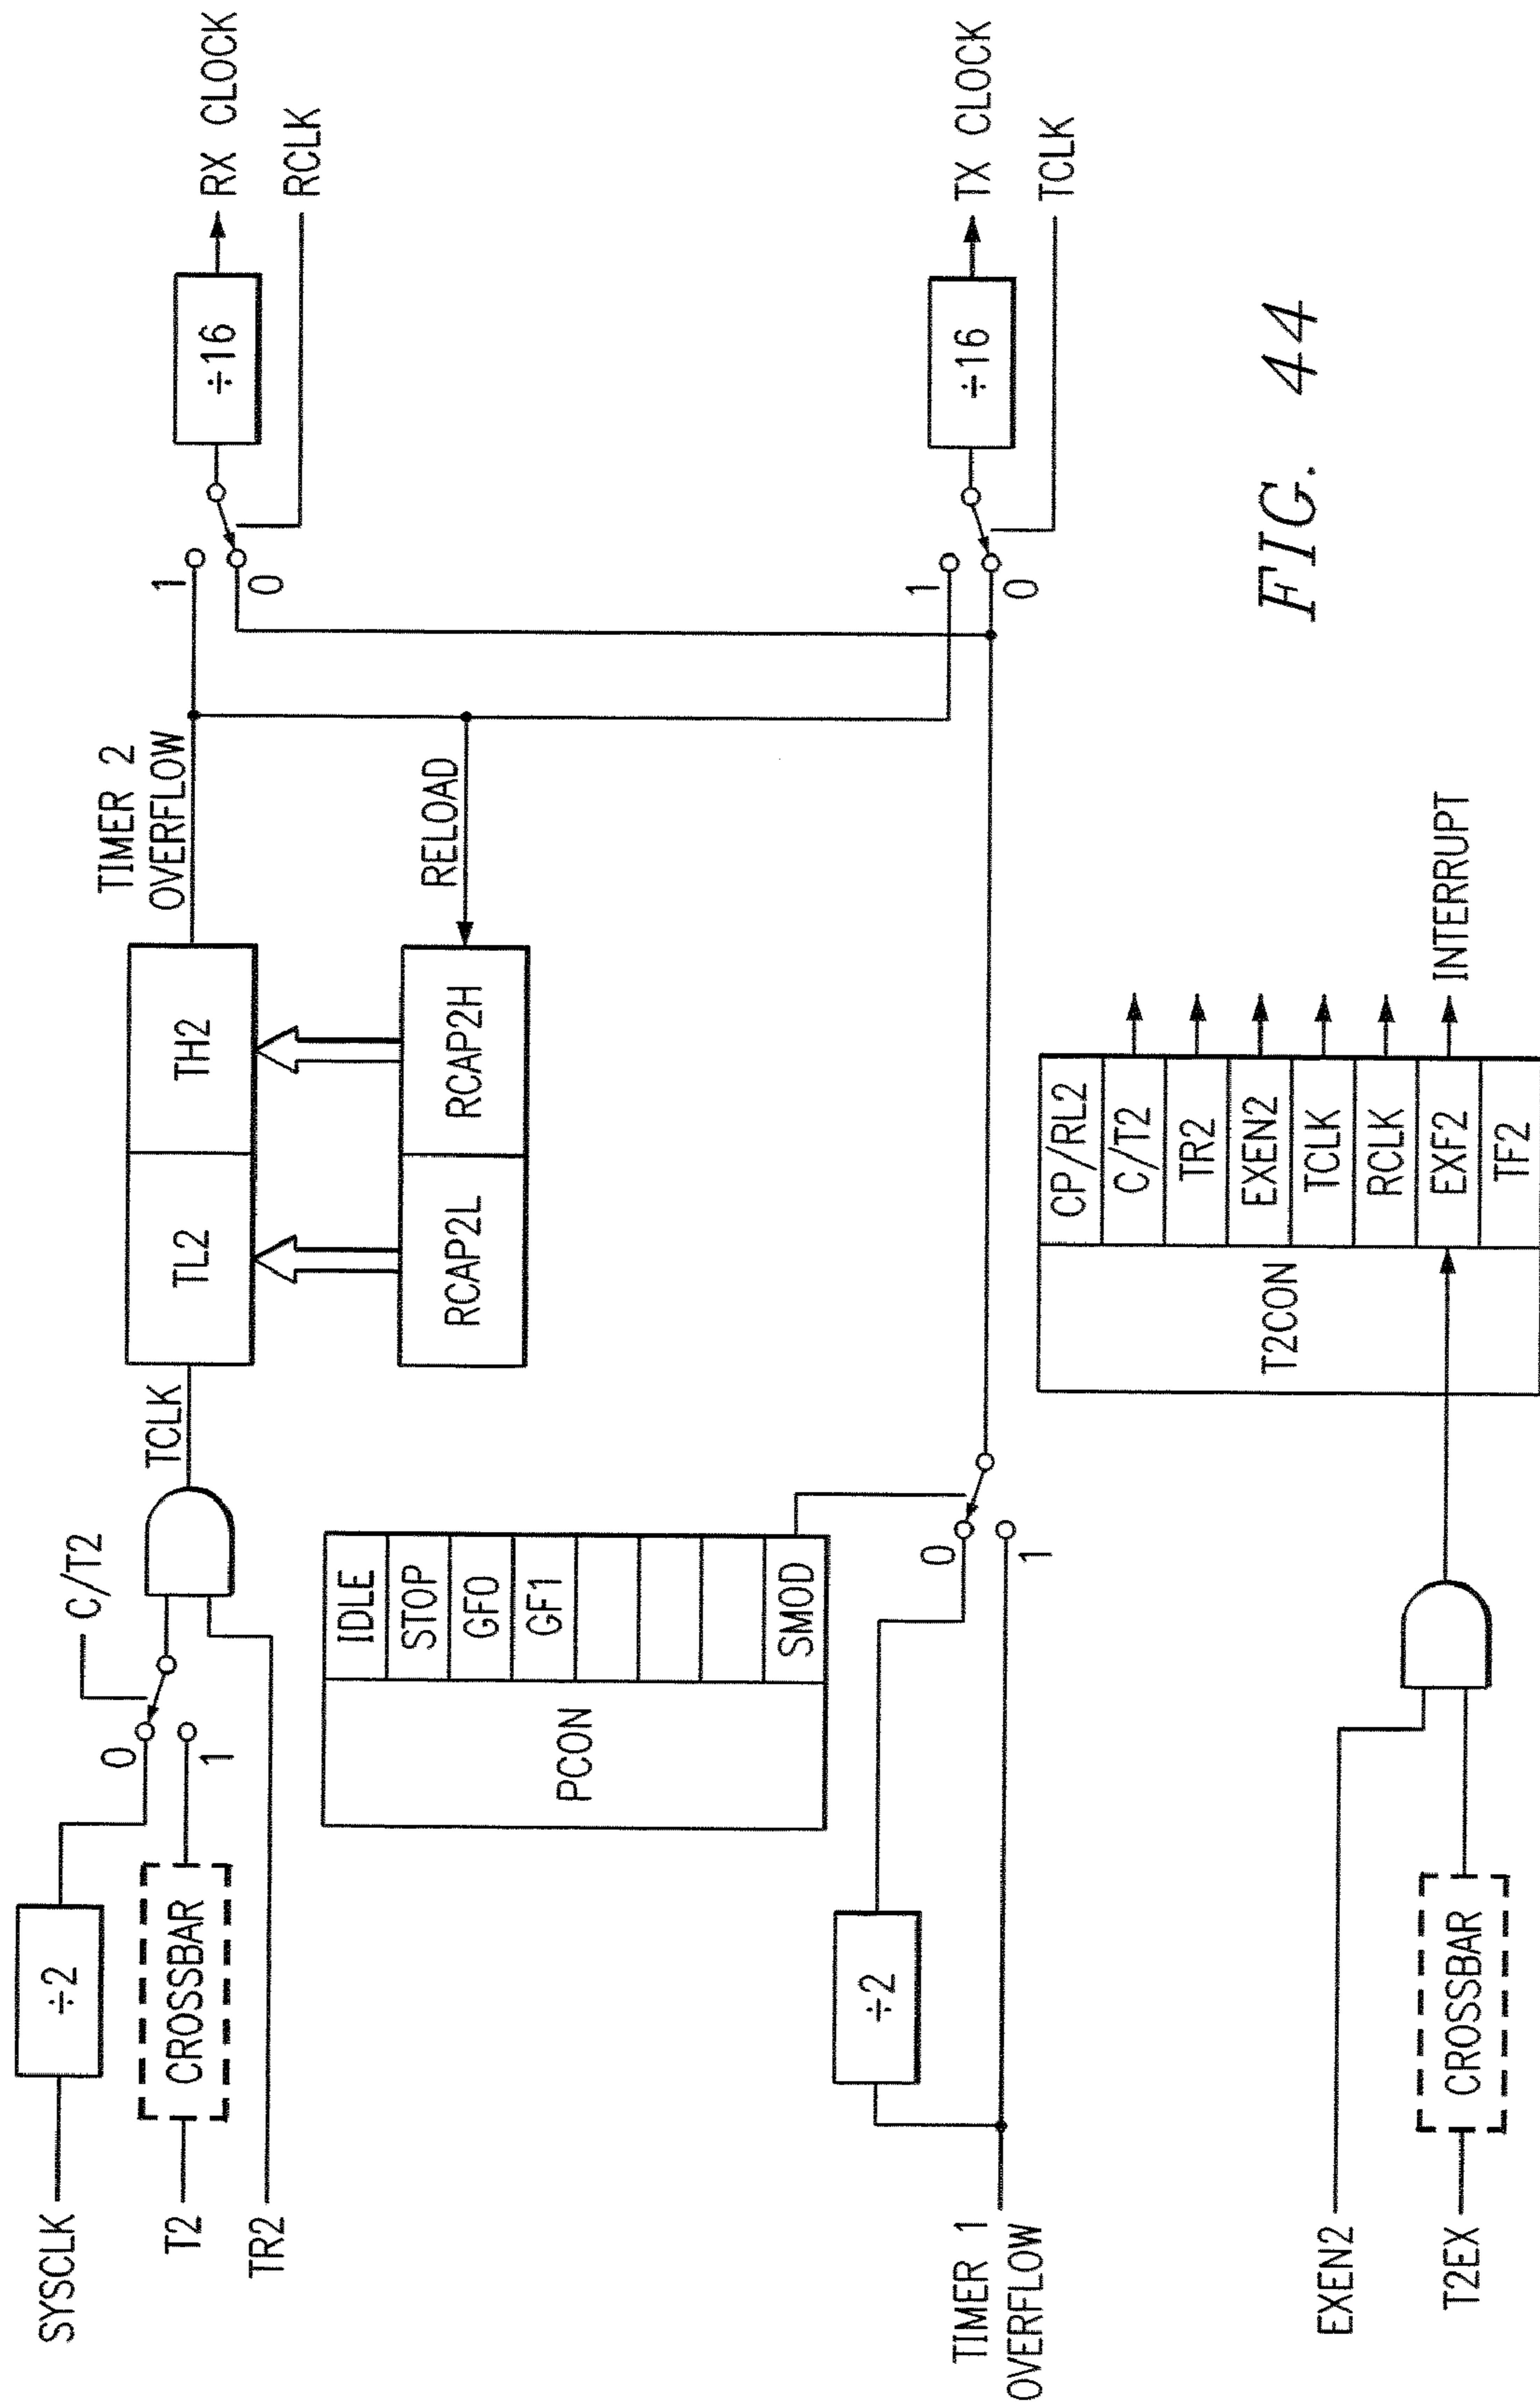 SYSCLK
÷2
T2
CROSSBAR
TR2
0
1
C/T2
TCLK
TL2
TH2
RCAP2L
RCAP2H
TIMER 2
OVERFLOW
RELOAD
1
0
÷16
RX CLOCK
RCLK
PCON
IDLE
STOP
GF0
GF1
SMOD
TIMER 1
OVERFLOW
÷2
0
1
1
0
÷16
TX CLOCK
TCLK
EXEN2
T2EX
CROSSBAR
T2CON
CP/RL2
C/T2
TR2
EXEN2
TCLK
RCLK
EXF2
TF2
INTERRUPT
FIG. 44